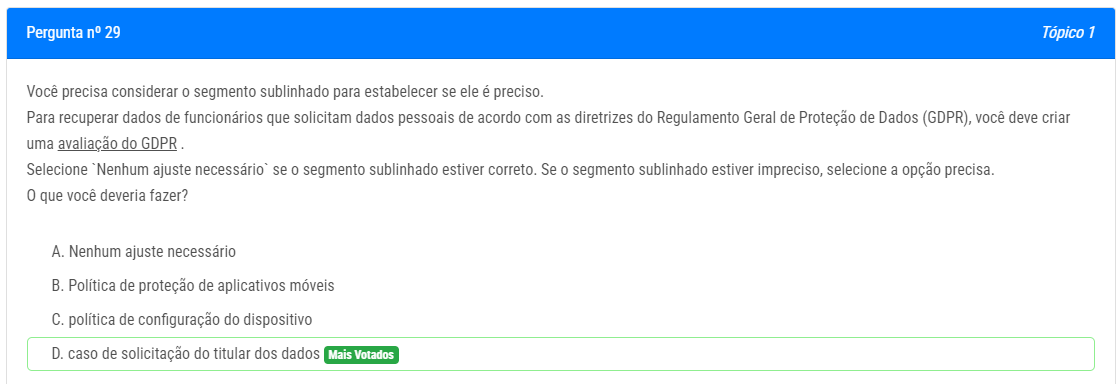 Pergunta nº 29
Tópico 1
Você precisa considerar o segmento sublinhado para estabelecer se ele é preciso.
Para recuperar dados de funcionários que solicitam dados pessoais de acordo com as diretrizes do Regulamento Geral de Proteção de Dados (GDPR), você deve criar
uma avaliação do GDPR .
Selecione `Nenhum ajuste necessário` se o segmento sublinhado estiver correto. Se o segmento sublinhado estiver impreciso, selecione a opção precisa.
O que você deveria fazer?
A. Nenhum ajuste necessário
B. Política de proteção de aplicativos móveis
C. política de configuração do dispositivo
D. caso de solicitação do titular dos dados Mais Votados